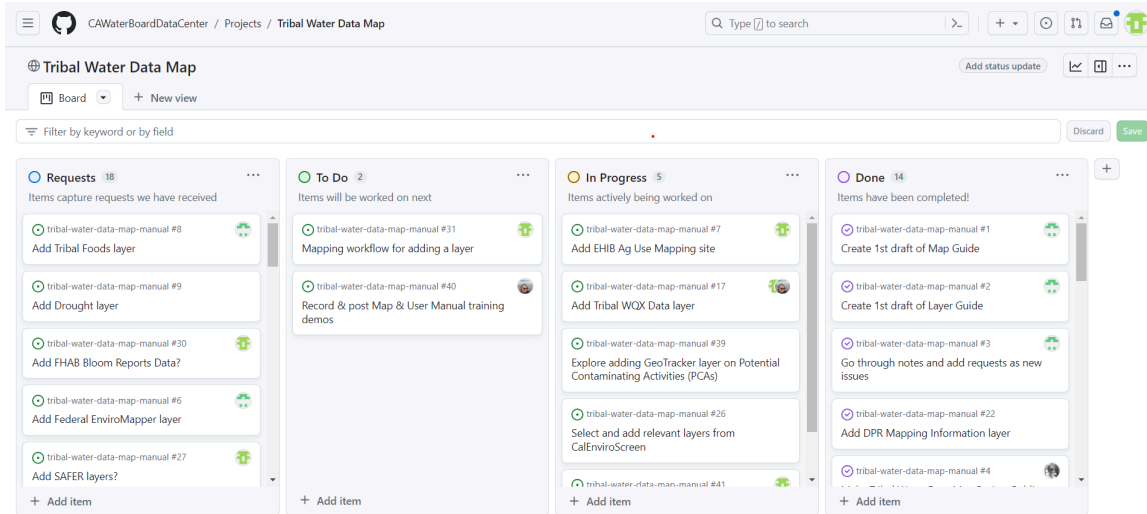 CAWaterBoardDataCenter / Projects / Tribal Water Data Map
Type / to search
Tribal Water Data Map
Add status update
Board
+ New view
Filter by keyword or by field
Discard
Save
Requests 18
Items capture requests we have received
tribal-water-data-map-manual #8
Add Tribal Foods layer
tribal-water-data-map-manual #9
Add Drought layer
tribal-water-data-map-manual #30
Add FHAB Bloom Reports Data?
tribal-water-data-map-manual #6
Add Federal EnviroMapper layer
tribal-water-data-map-manual #27
Add SAFER layers?
+ Add item
To Do 2
Items will be worked on next
tribal-water-data-map-manual #31
Mapping workflow for adding a layer
tribal-water-data-map-manual #40
Record & post Map & User Manual training
demos
+ Add item
In Progress 5
Items actively being worked on
tribal-water-data-map-manual #7
Add EHIB Ag Use Mapping site
tribal-water-data-map-manual #17
Add Tribal WQX Data layer
tribal-water-data-map-manual #39
Explore adding GeoTracker layer on Potential
Contaminating Activities (PCAs)
tribal-water-data-map-manual #26
Select and add relevant layers from
CalEnviroScreen
tribal-water-data-map-manual #41
+ Add item
Done 14
Items have been completed!
tribal-water-data-map-manual #1
Create 1st draft of Map Guide
tribal-water-data-map-manual #2
Create 1st draft of Layer Guide
tribal-water-data-map-manual #3
Go through notes and add requests as new
issues
tribal-water-data-map-manual #22
Add DPR Mapping Information layer
tribal-water-data-map-manual #4
+ Add item